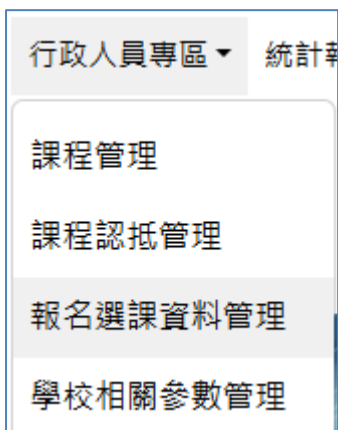 行政人員專區 統計
課程管理
課程認抵管理
報名選課資料管理
學校相關參數管理